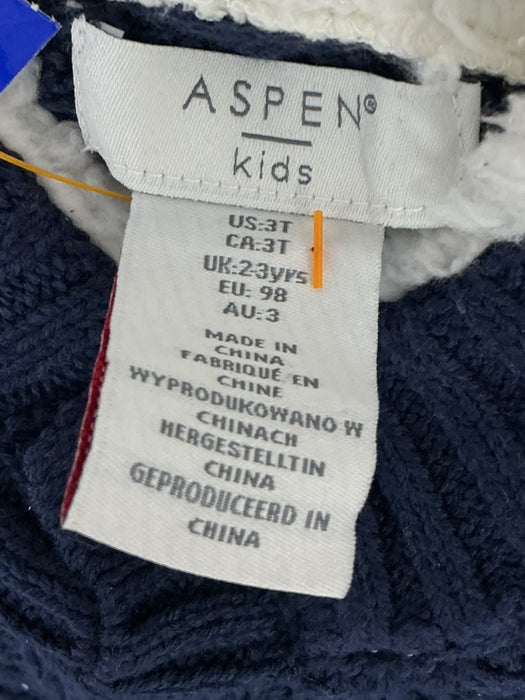 ASPEN®
kids
US:3T
CA:3T
UK:2-3yrs
EU: 98
AU:3
MADE IN
CHINA
FABRIQUÉ EN
CHINE
WYPRODUKOWANO W
CHINACH
HERGESTELLTIN
CHINA
GEPRODUCEERD IN
CHINA